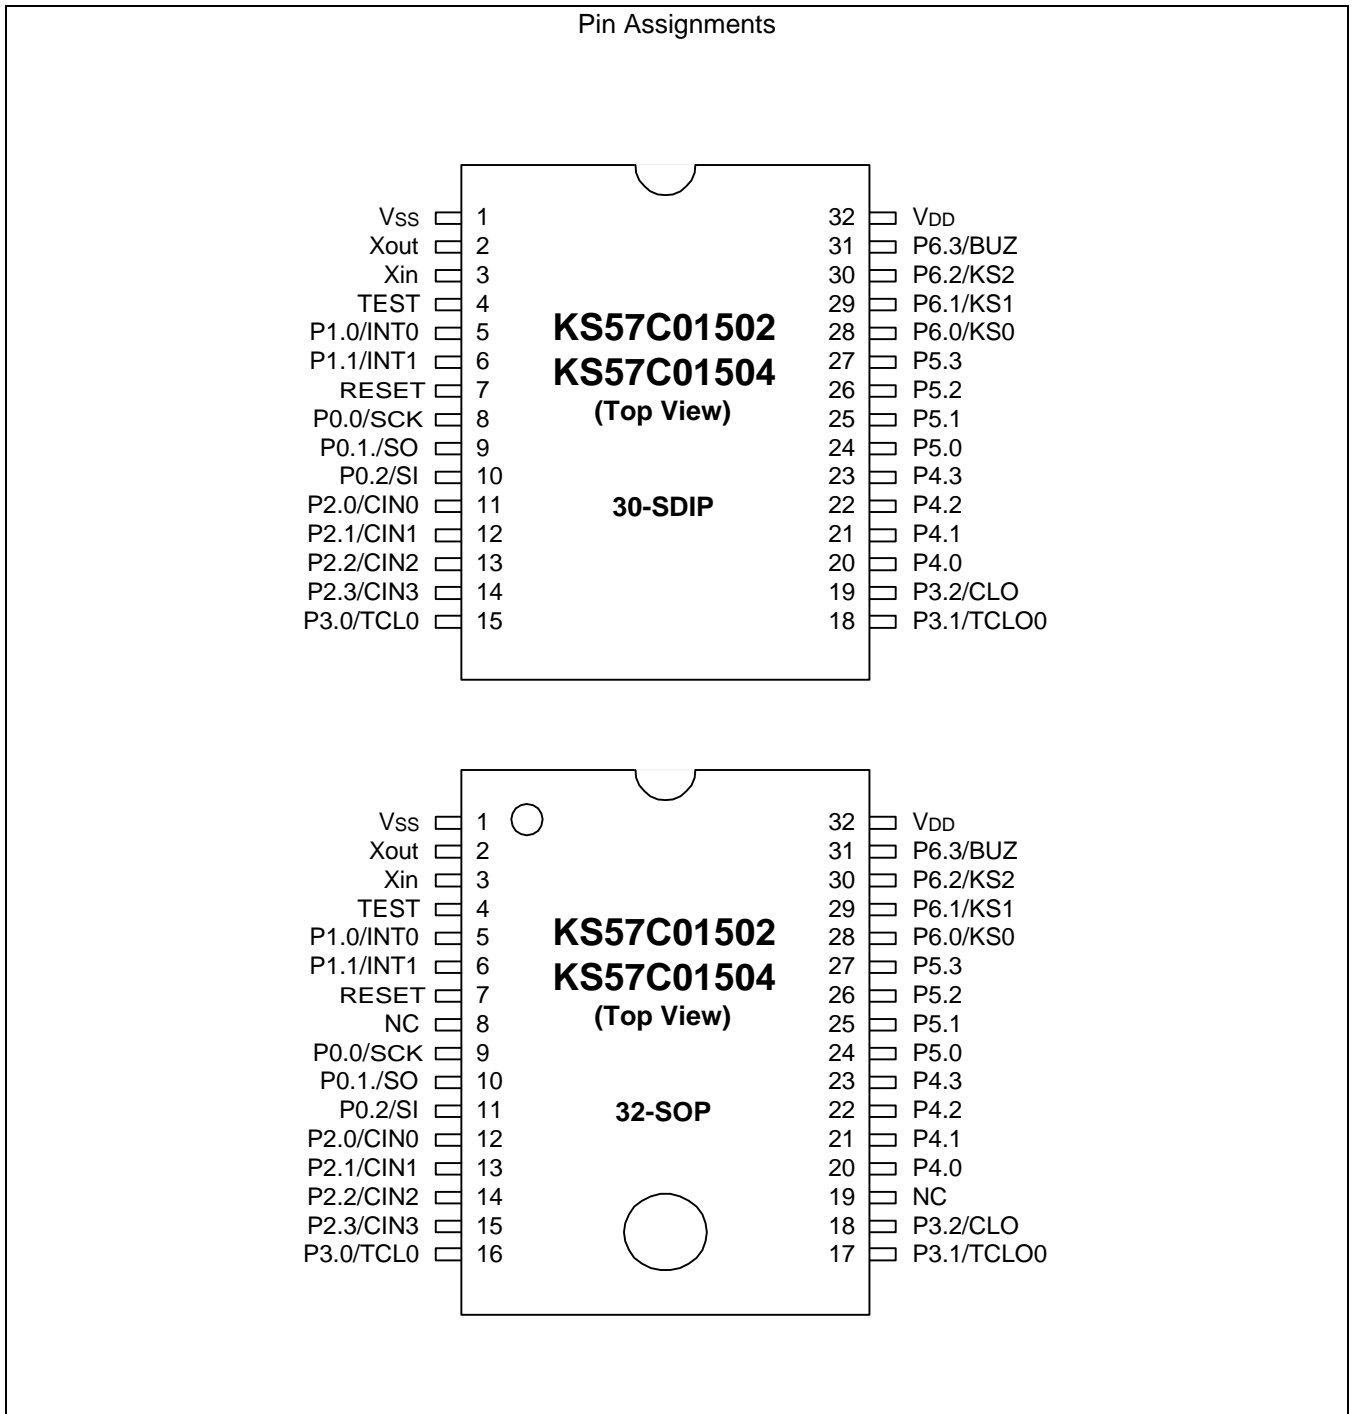 Pin Assignments
VSS 1 32 VDD
Xout 2 31 P6.3/BUZ
Xin 3 30 P6.2/KS2
TEST 4 29 P6.1/KS1
P1.0/INT0 5 KS57C01502 28 P6.0/KS0
P1.1/INT1 6 27 P5.3
KS57C01504
RESET 7 26 P5.2
P0.0/SCK 8 (Top View) 25 P5.1
P0.1./SO 9 24 P5.0
P0.2/SI 10 23 P4.3
P2.0/CIN0 11 30-SDIP 22 P4.2
P2.1/CIN1 12 21 P4.1
P2.2/CIN2 13 20 P4.0
P2.3/CIN3 14 19 P3.2/CLO
P3.0/TCL0 15 18 P3.1/TCLO0
VSS 1 32 VDD
Xout 2 31 P6.3/BUZ
Xin 3 30 P6.2/KS2
TEST 4 29 P6.1/KS1
P1.0/INT0 5 KS57C01502 28 P6.0/KS0
P1.1/INT1 6 27 P5.3
KS57C01504
RESET 7 26 P5.2
NC 8 (Top View) 25 P5.1
P0.0/SCK 9 24 P5.0
P0.1./SO 10 23 P4.3
P0.2/SI 11 32-SOP 22 P4.2
P2.0/CIN0 12 21 P4.1
P2.1/CIN1 13 20 P4.0
P2.2/CIN2 14 19 NC
P2.3/CIN3 15 18 P3.2/CLO
P3.0/TCL0 16 17 P3.1/TCLO0